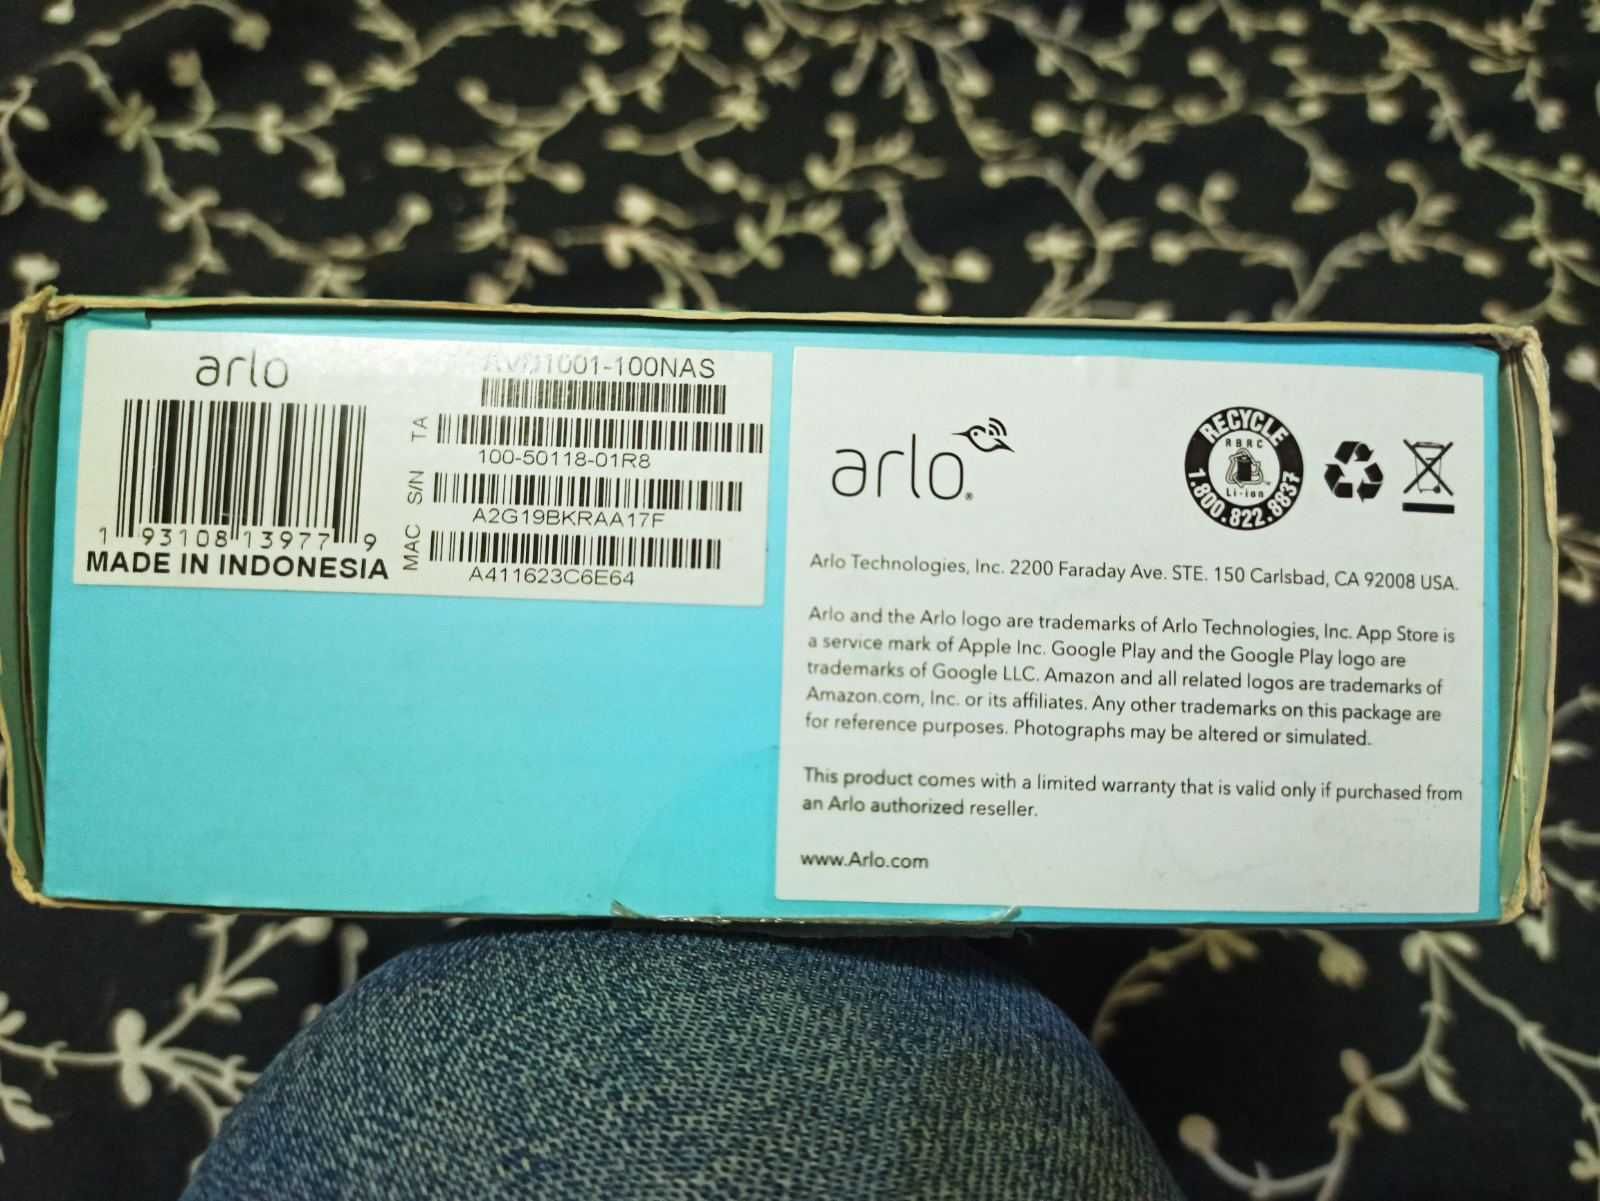 arlo
1 93108 13977 9
MADE IN INDONESIA
AVD1001-100NAS
TA
100-50118-01R8
S/N
A2G19BKRAA17F
MAC
A411623C6E64
arlo®
RECYCLE
RBRC
Li-ion
1.800.822.8837
Arlo Technologies, Inc. 2200 Faraday Ave. STE. 150 Carlsbad, CA 92008 USA.
Arlo and the Arlo logo are trademarks of Arlo Technologies, Inc. App Store is
a service mark of Apple Inc. Google Play and the Google Play logo are
trademarks of Google LLC. Amazon and all related logos are trademarks of
Amazon.com, Inc. or its affiliates. Any other trademarks on this package are
for reference purposes. Photographs may be altered or simulated.
This product comes with a limited warranty that is valid only if purchased from
an Arlo authorized reseller.
www.Arlo.com